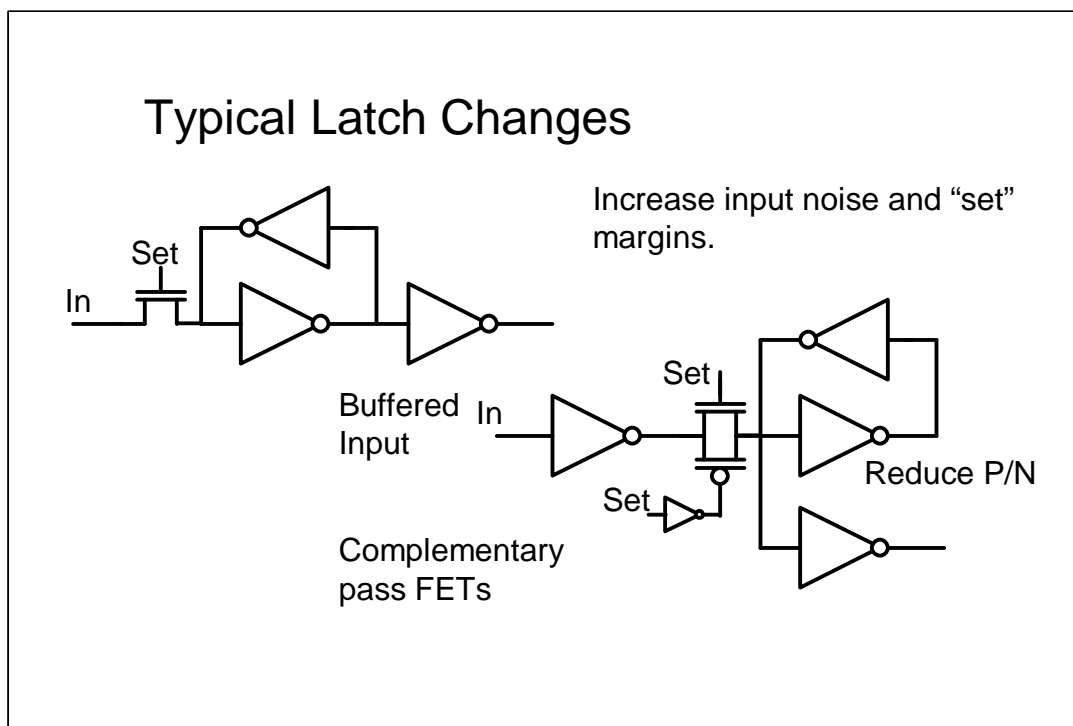 Typical Latch Changes
Increase input noise and “set”
margins.
Set
In
Set
Buffered
Input
In
Reduce P/N
Set
Complementary
pass FETs